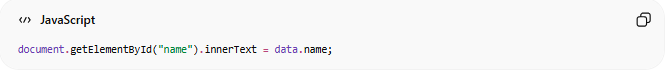 JavaScript
document.getElementById("name").innerText = data.name;